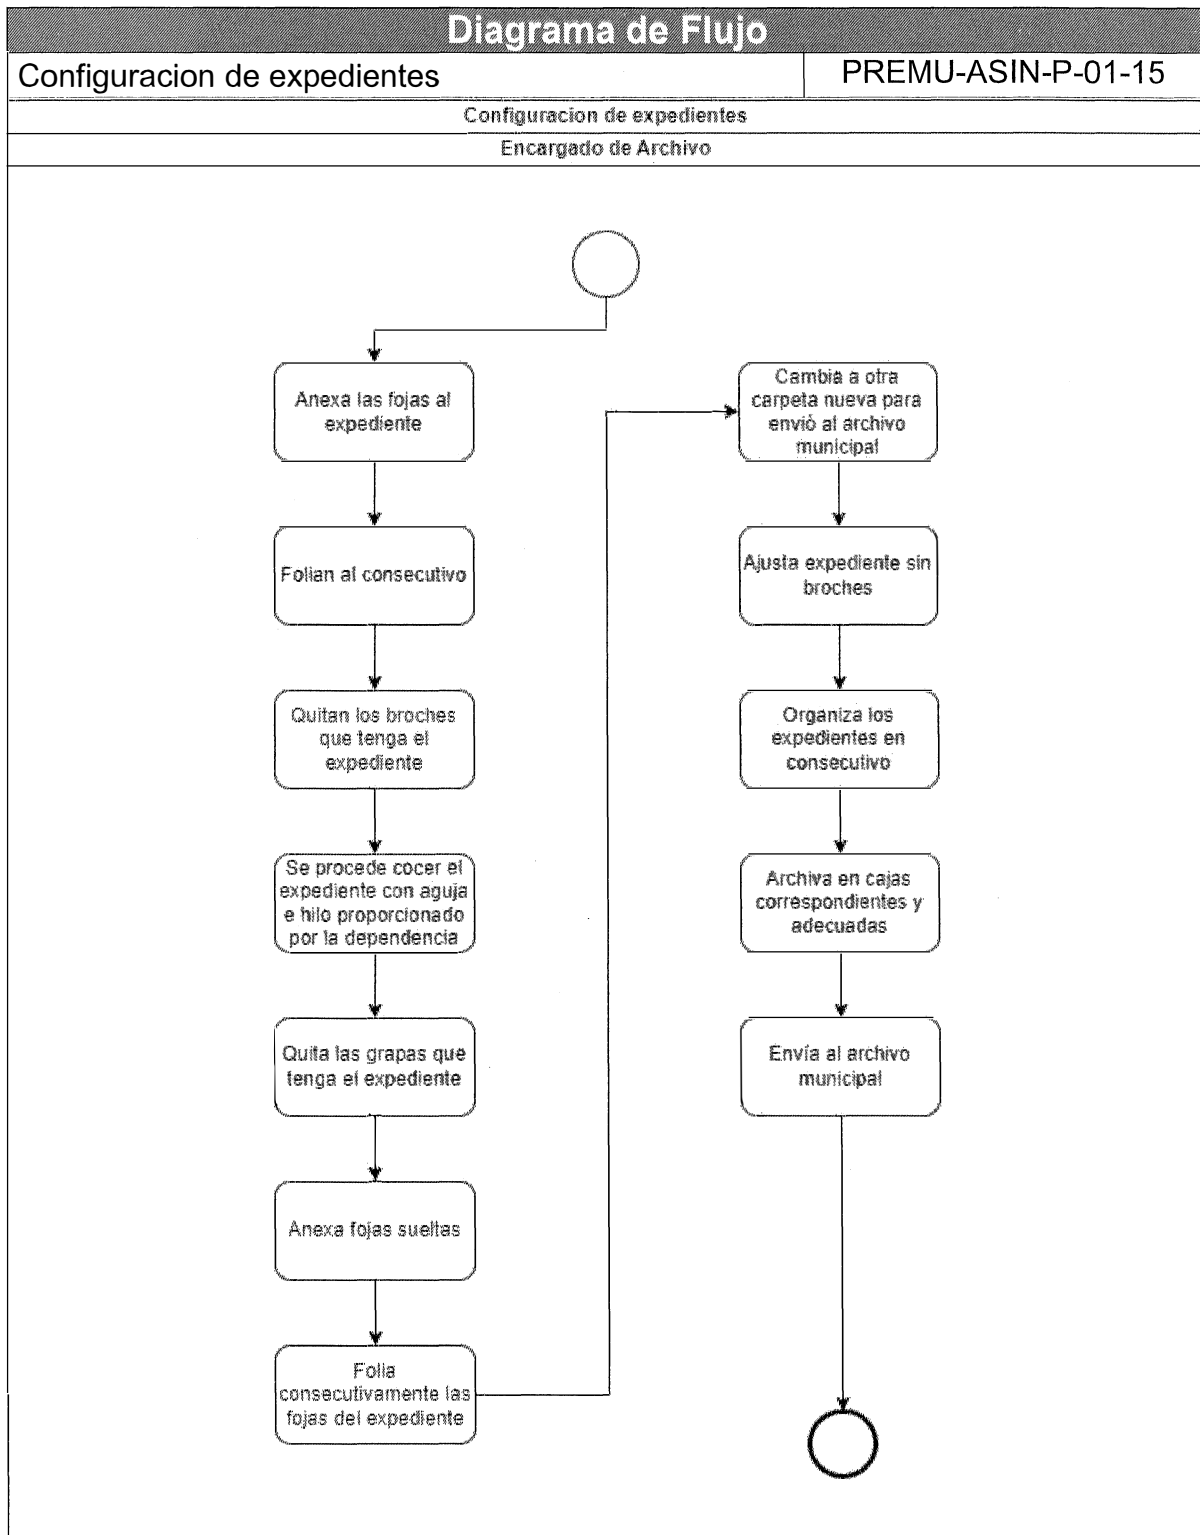 Diagrama de Flujo
Configuracion de expedientes
PREMU-ASIN-P-01-15
Configuracion de expedientes
Encargado de Archivo
Anexa las fojas al
expediente
Folian al consecutivo
Quitan los broches
que tenga el
expediente
Se procede cocer el
expediente con aguja
e hilo proporcionado
por la dependencia
Quita las grapas que
tenga el expediente
Anexa fojas sueltas
Folia
consecutivamente las
fojas del expediente
Cambia a otra
carpeta nueva para
envió al archivo
municipal
Ajusta expediente sin
broches
Organiza los
expedientes en
consecutivo
Archiva en cajas
correspondientes y
adecuadas
Envía al archivo
municipal